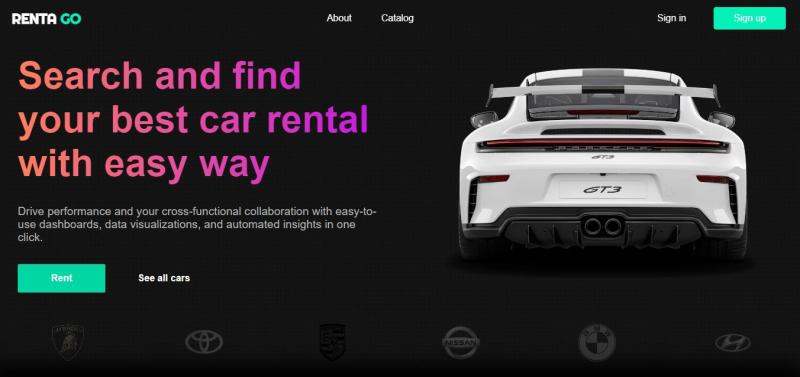 RENTA GO
About
Catalog
Sign in
Sign up
Search and find
your best car rental
with easy way
Drive performance and your cross-functional collaboration with easy-to-
use dashboards, data visualizations, and automated insights in one
click.
Rent
See all cars
PORSCHE
GT3
GT3
NISSAN
BMW